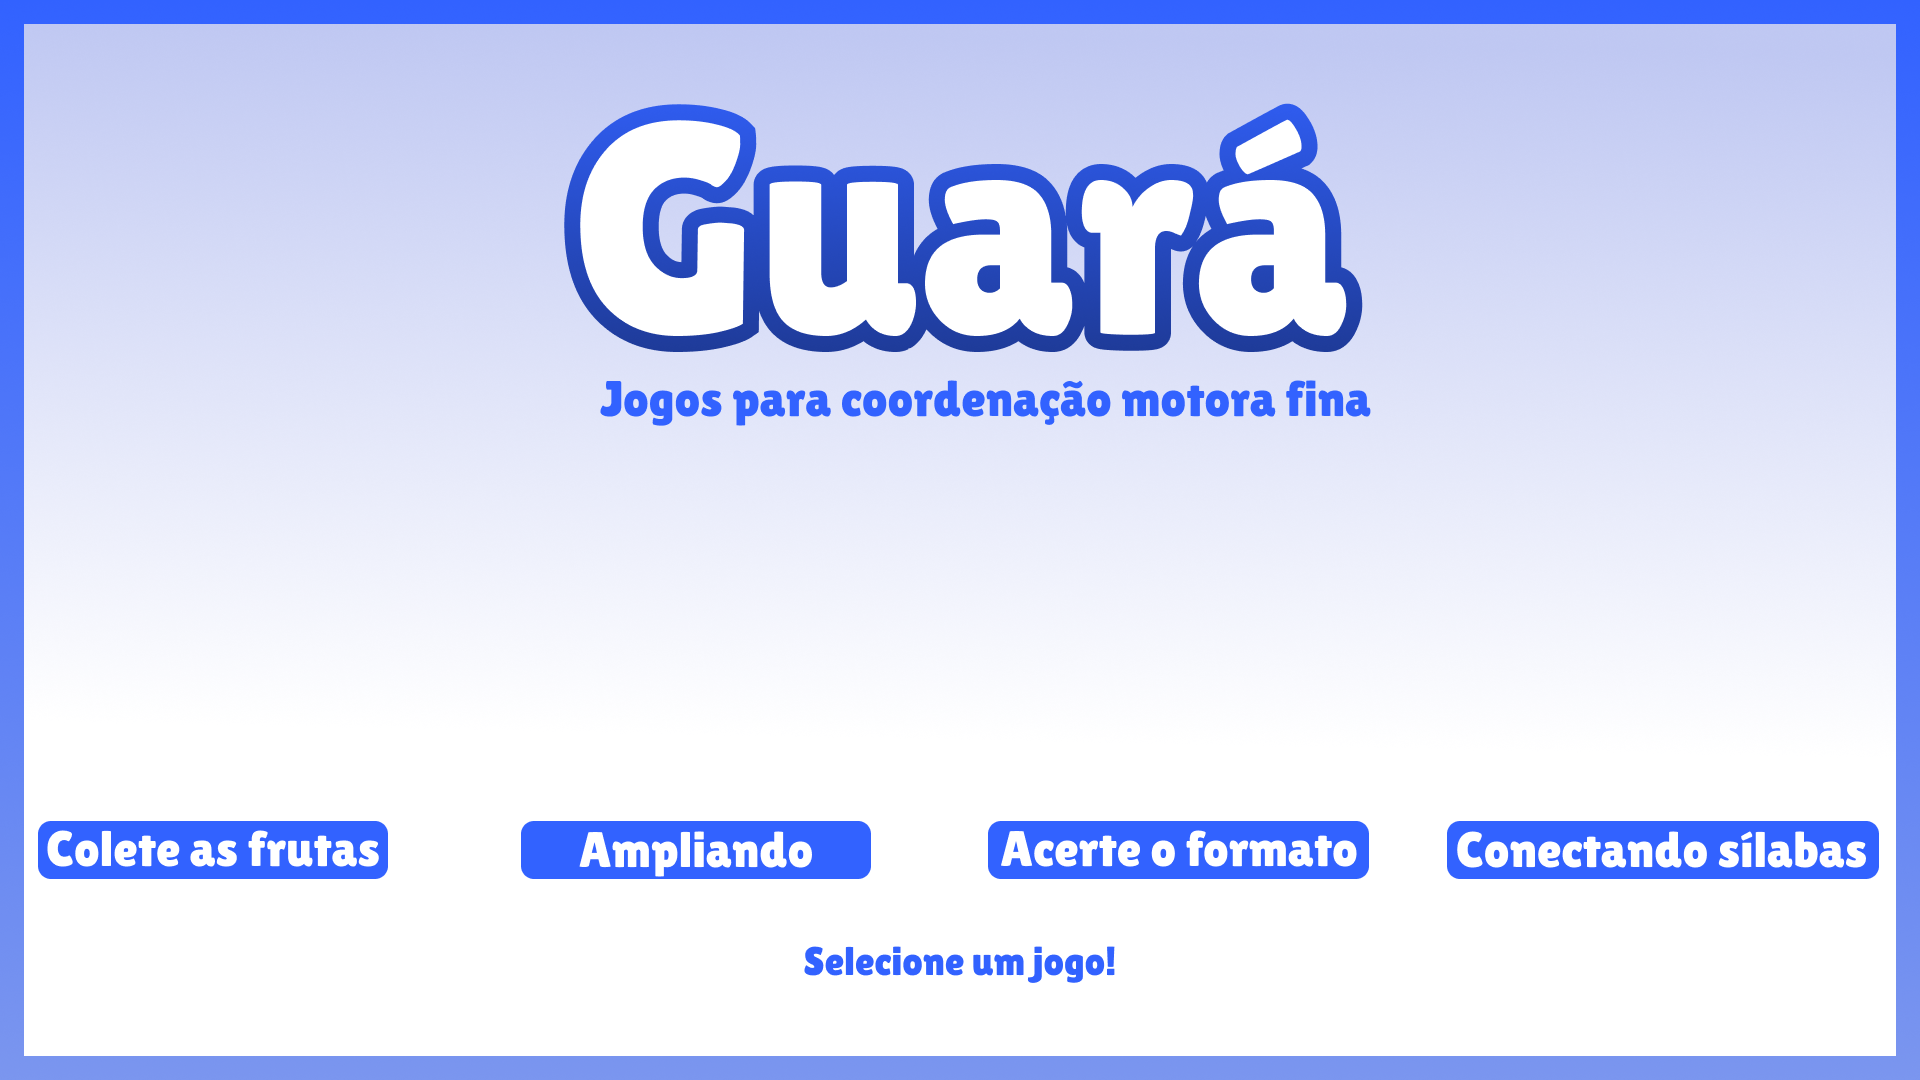 Guará
Jogos para coordenação motora fina
Colete as frutas
Ampliando
Acerte o formato
Conectando sílabas
Selecione um jogo!